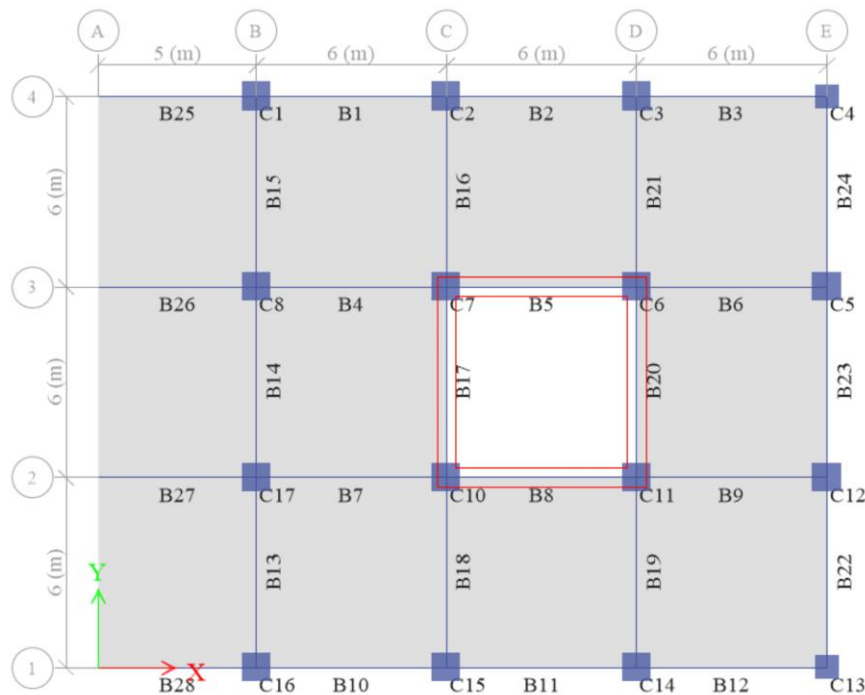 A B C D E
5 (m) 6 (m) 6 (m) 6 (m)
4
B25 C1 B1 C2 B2 C3 B3 C4
6 (m) B15 B16 B21 B24
3
B26 C8 B4 C7 B5 C6 B6 C5
6 (m) B14 B17 B20 B23
2
B27 C17 B7 C10 B8 C11 B9 C12
6 (m) B13 B18 B19 B22
Y
1 X
B28 C16 B10 C15 B11 C14 B12 C13